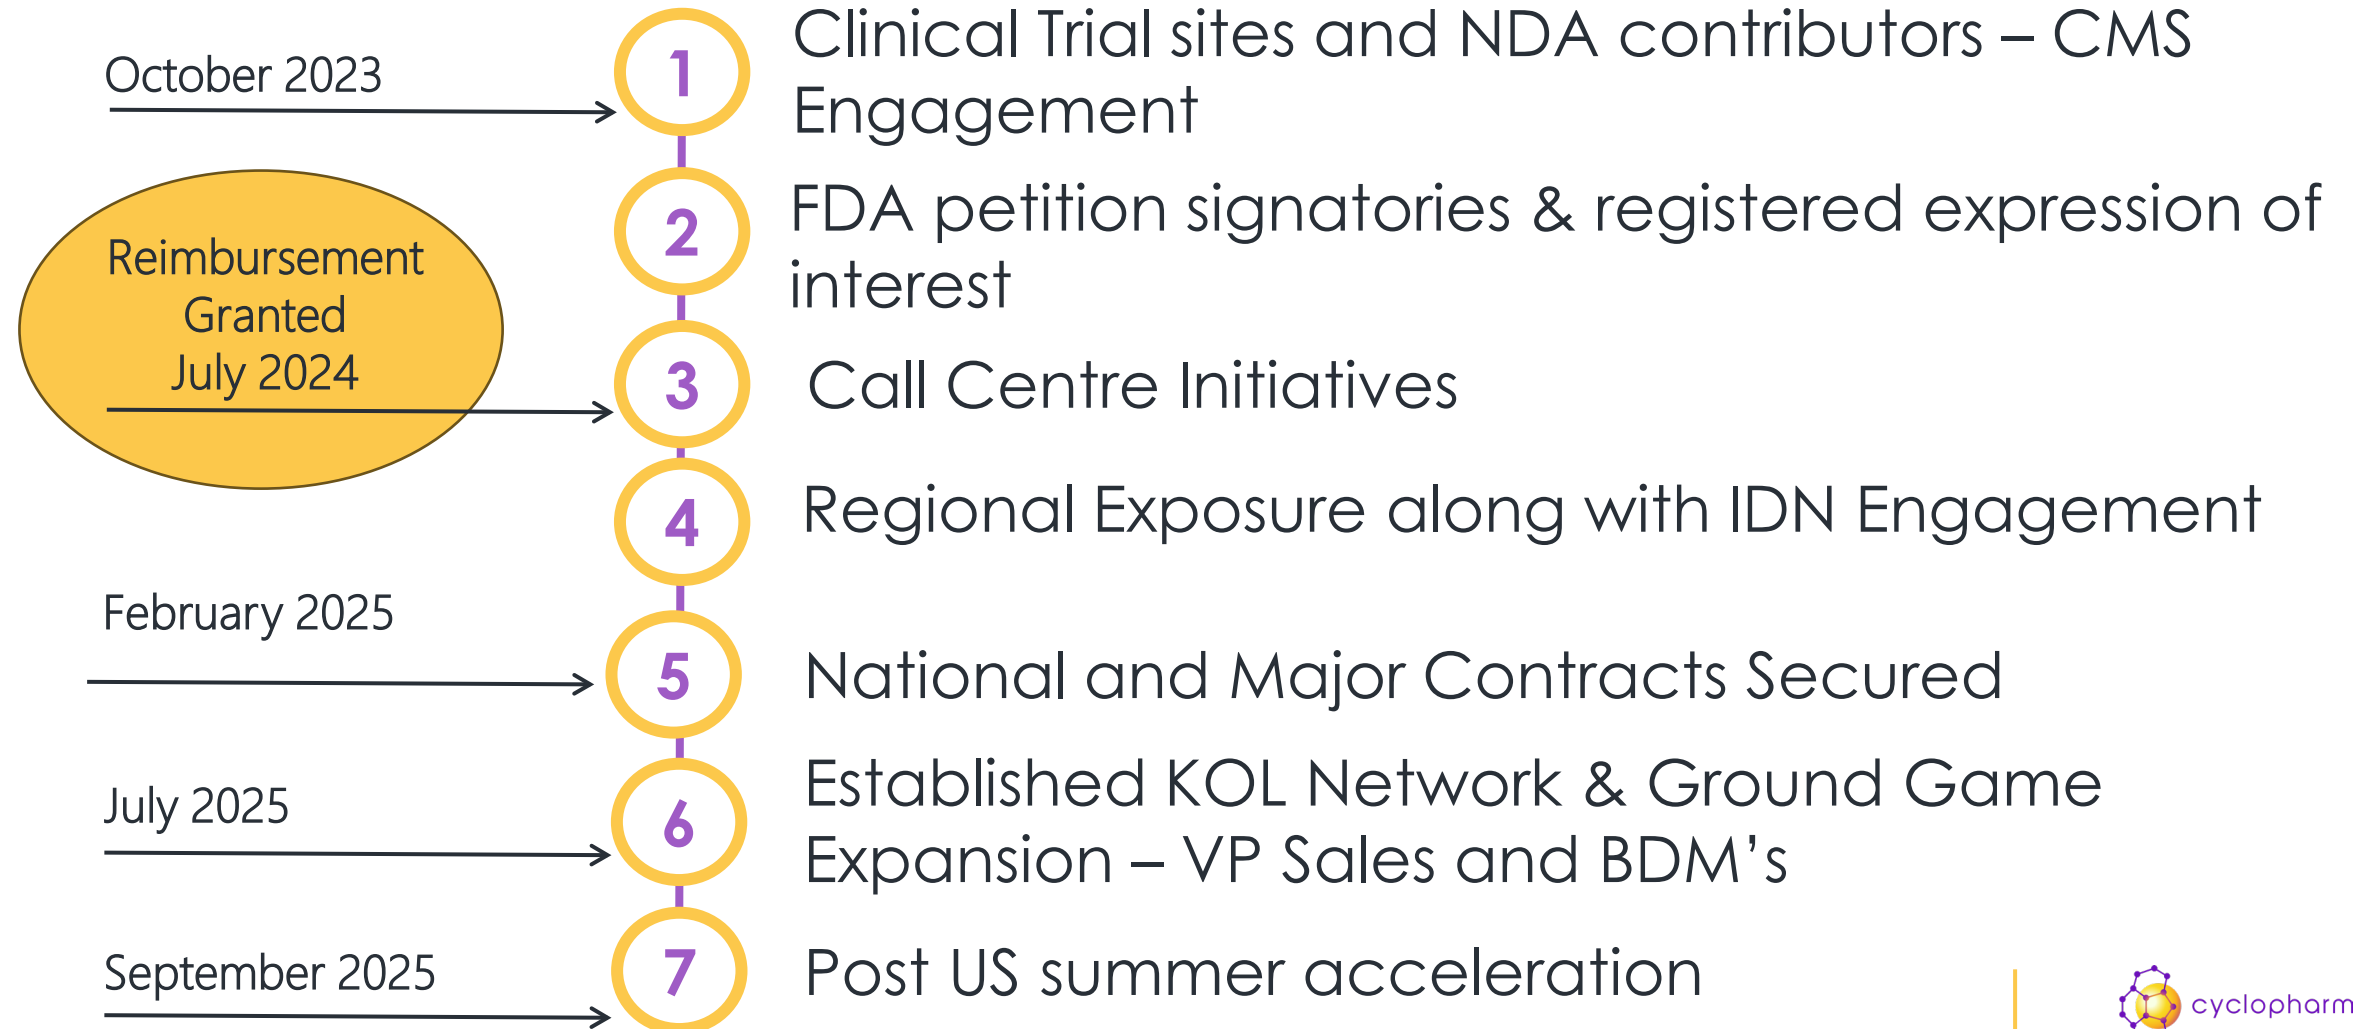 October 2023
1
Clinical Trial sites and NDA contributors – CMS
Engagement
Reimbursement
Granted
July 2024
2
FDA petition signatories & registered expression of
interest
3
Call Centre Initiatives
4
Regional Exposure along with IDN Engagement
February 2025
5
National and Major Contracts Secured
July 2025
6
Established KOL Network & Ground Game
Expansion – VP Sales and BDM’s
September 2025
7
Post US summer acceleration
cyclopharm